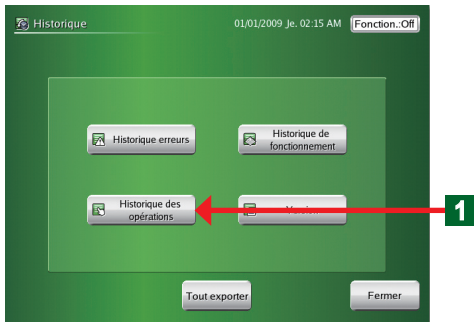 Historique
01/01/2009 Je. 02:15 AM
Fonction.:Off
Historique erreurs
Historique de
fonctionnement
Historique des
opérations
1
Tout exporter
Fermer